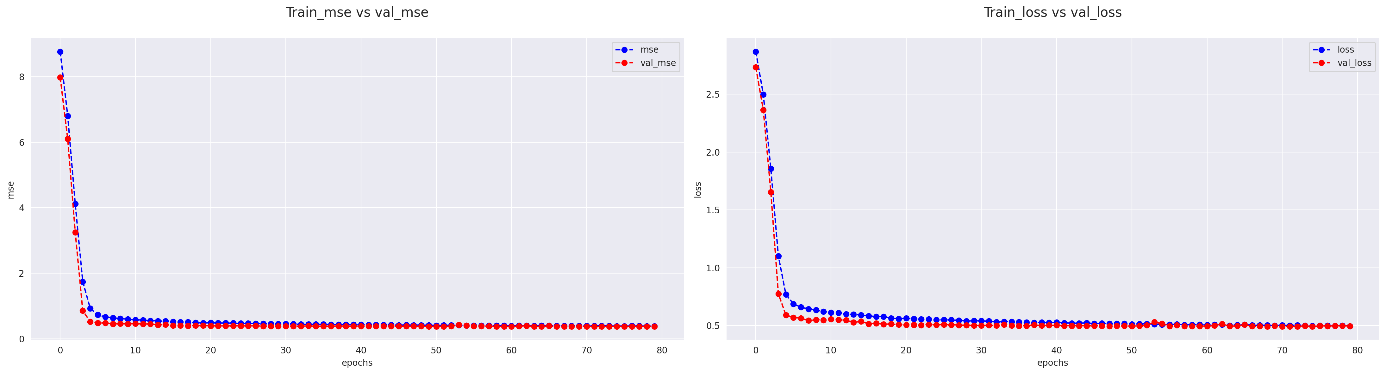 Train_mse vs val_mse
mse
val_mse
8
6
4
2
0
mse
0 10 20 30 40 50 60 70 80
epochs
Train_loss vs val_loss
loss
val_loss
2.5
2.0
1.5
1.0
0.5
loss
0 10 20 30 40 50 60 70 80
epochs